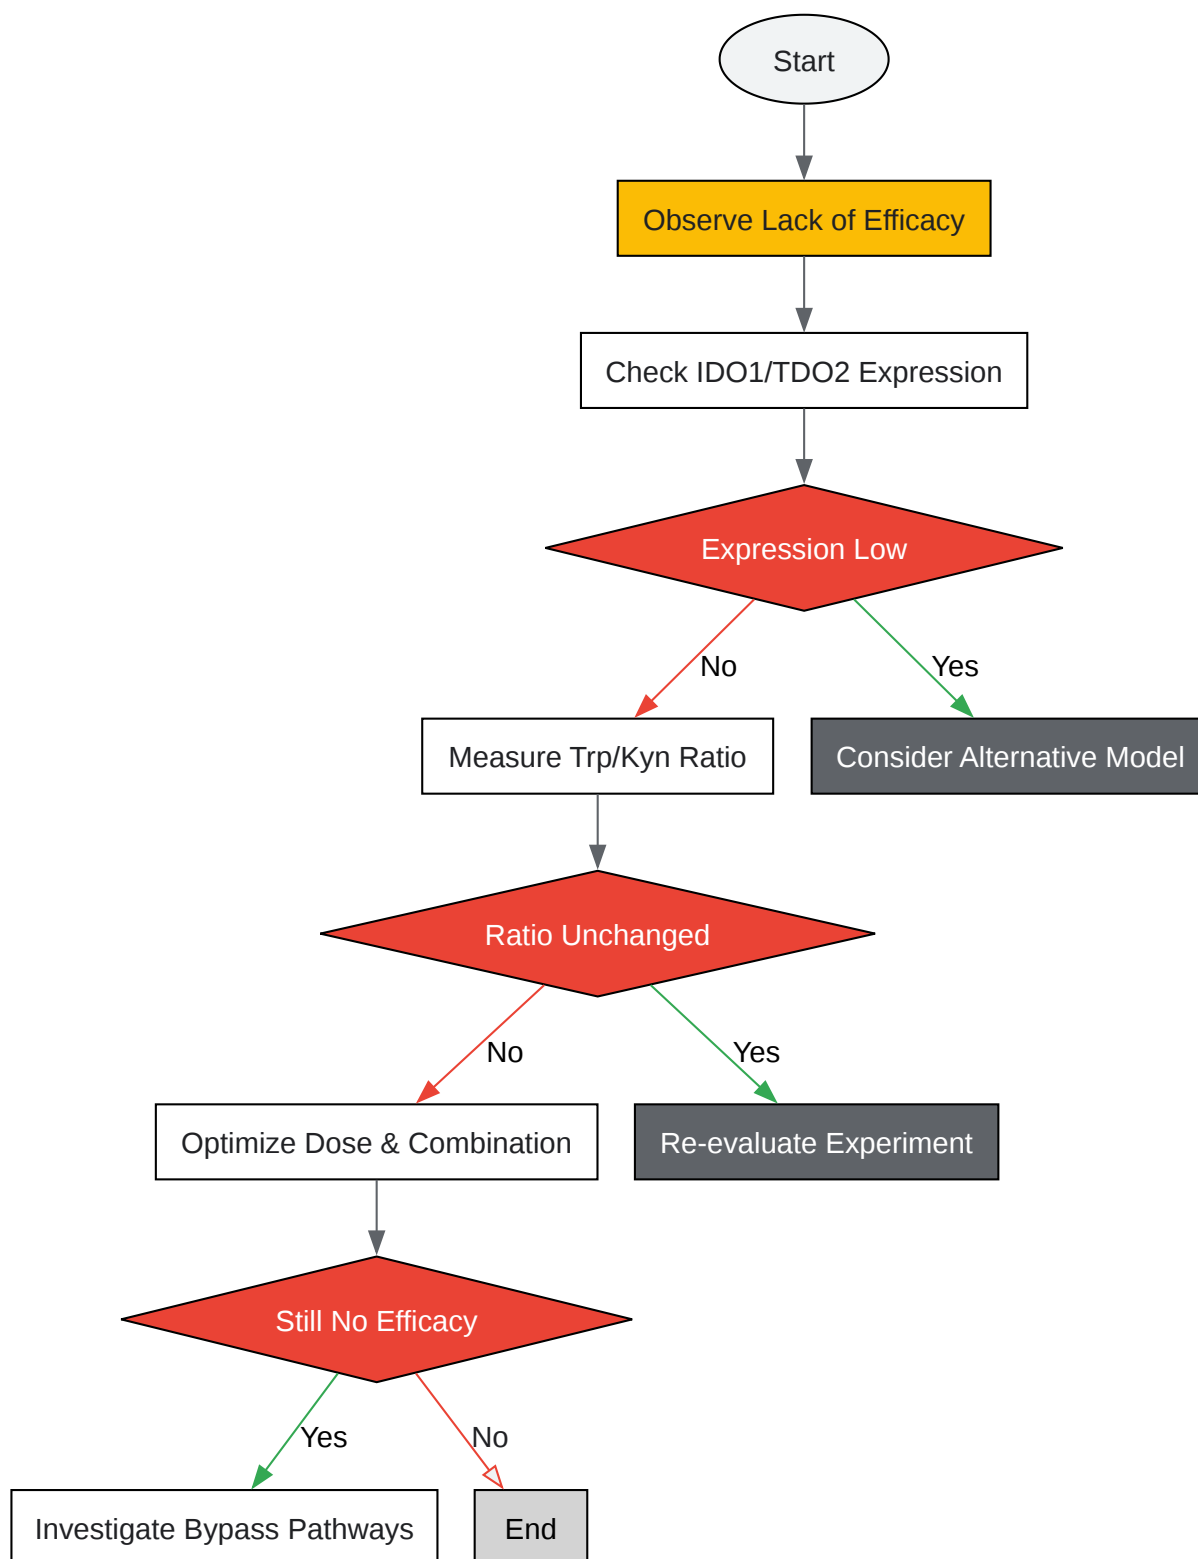 Start
Observe Lack of Efficacy
Check IDO1/TDO2 Expression
Expression Low
No
Yes
Measure Trp/Kyn Ratio
Consider Alternative Model
Ratio Unchanged
No
Yes
Optimize Dose & Combination
Re-evaluate Experiment
Still No Efficacy
Yes
No
Investigate Bypass Pathways
End